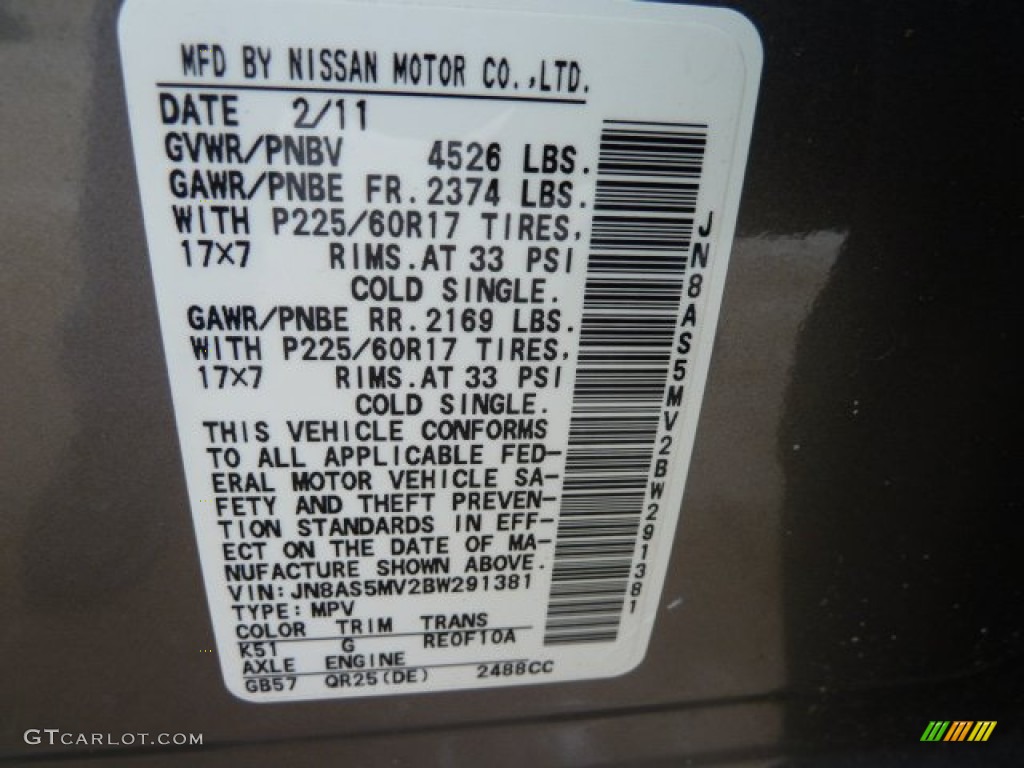 MFD BY NISSAN MOTOR CO.,LTD.
DATE 2/11
GVWR/PNBV 4526 LBS.
GAWR/PNBE FR. 2374 LBS.
WITH P225/60R17 TIRES,
17×7 RIMS.AT 33 PSI
COLD SINGLE.
GAWR/PNBE RR. 2169 LBS.
WITH P225/60R17 TIRES,
17×7 RIMS.AT 33 PSI
COLD SINGLE.
THIS VEHICLE CONFORMS
TO ALL APPLICABLE FED-
ERAL MOTOR VEHICLE SA-
FETY AND THEFT PREVEN-
TION STANDARDS IN EFF-
ECT ON THE DATE OF MA-
NUFACTURE SHOWN ABOVE.
VIN: JN8AS5MV2BW291381
TYPE: MPV
COLOR TRIM TRANS
K51 G RE0F10A
AXLE ENGINE
GB57 QR25(DE) 2488CC
JN8AS5MV2BW291381
GTCARLOT.COM